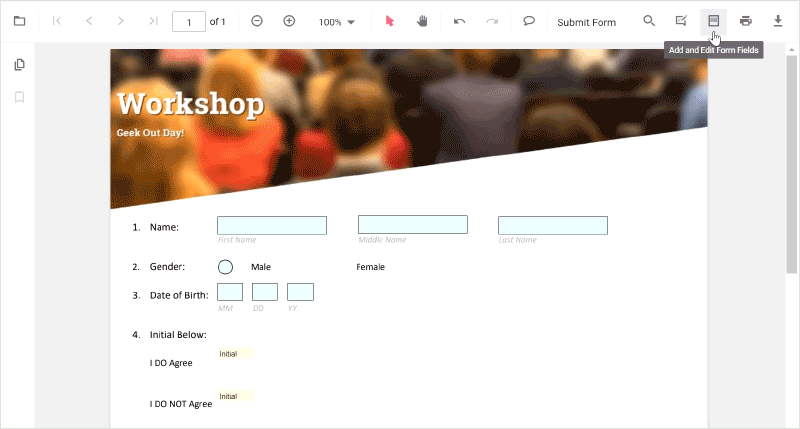 1 of 1 100% Submit Form
Add and Edit Form Fields
Workshop
Geek Out Day!
1. Name:
First Name Middle Name Last Name
2. Gender: Male Female
3. Date of Birth:
MM DD YY
4. Initial Below:
Initial
I DO Agree
Initial
I DO NOT Agree